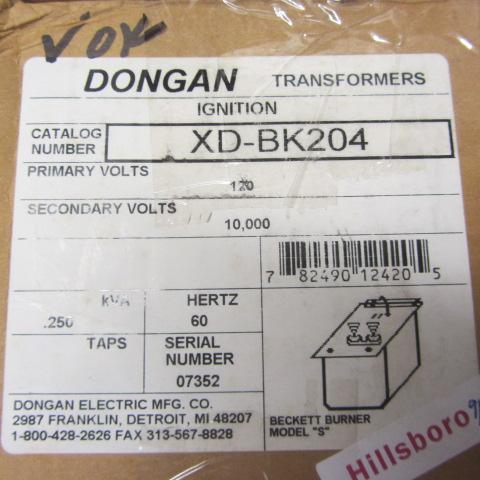 VOX
DONGAN TRANSFORMERS
IGNITION
CATALOG NUMBER XD-BK204
PRIMARY VOLTS
120
SECONDARY VOLTS
10,000
7 82490 12420 5
kVA HERTZ
.250 60
TAPS SERIAL NUMBER
07352
DONGAN ELECTRIC MFG. CO.
2987 FRANKLIN, DETROIT, MI 48207
1-800-428-2626 FAX 313-567-8828
BECKETT BURNER
MODEL "S"
Hillsboro